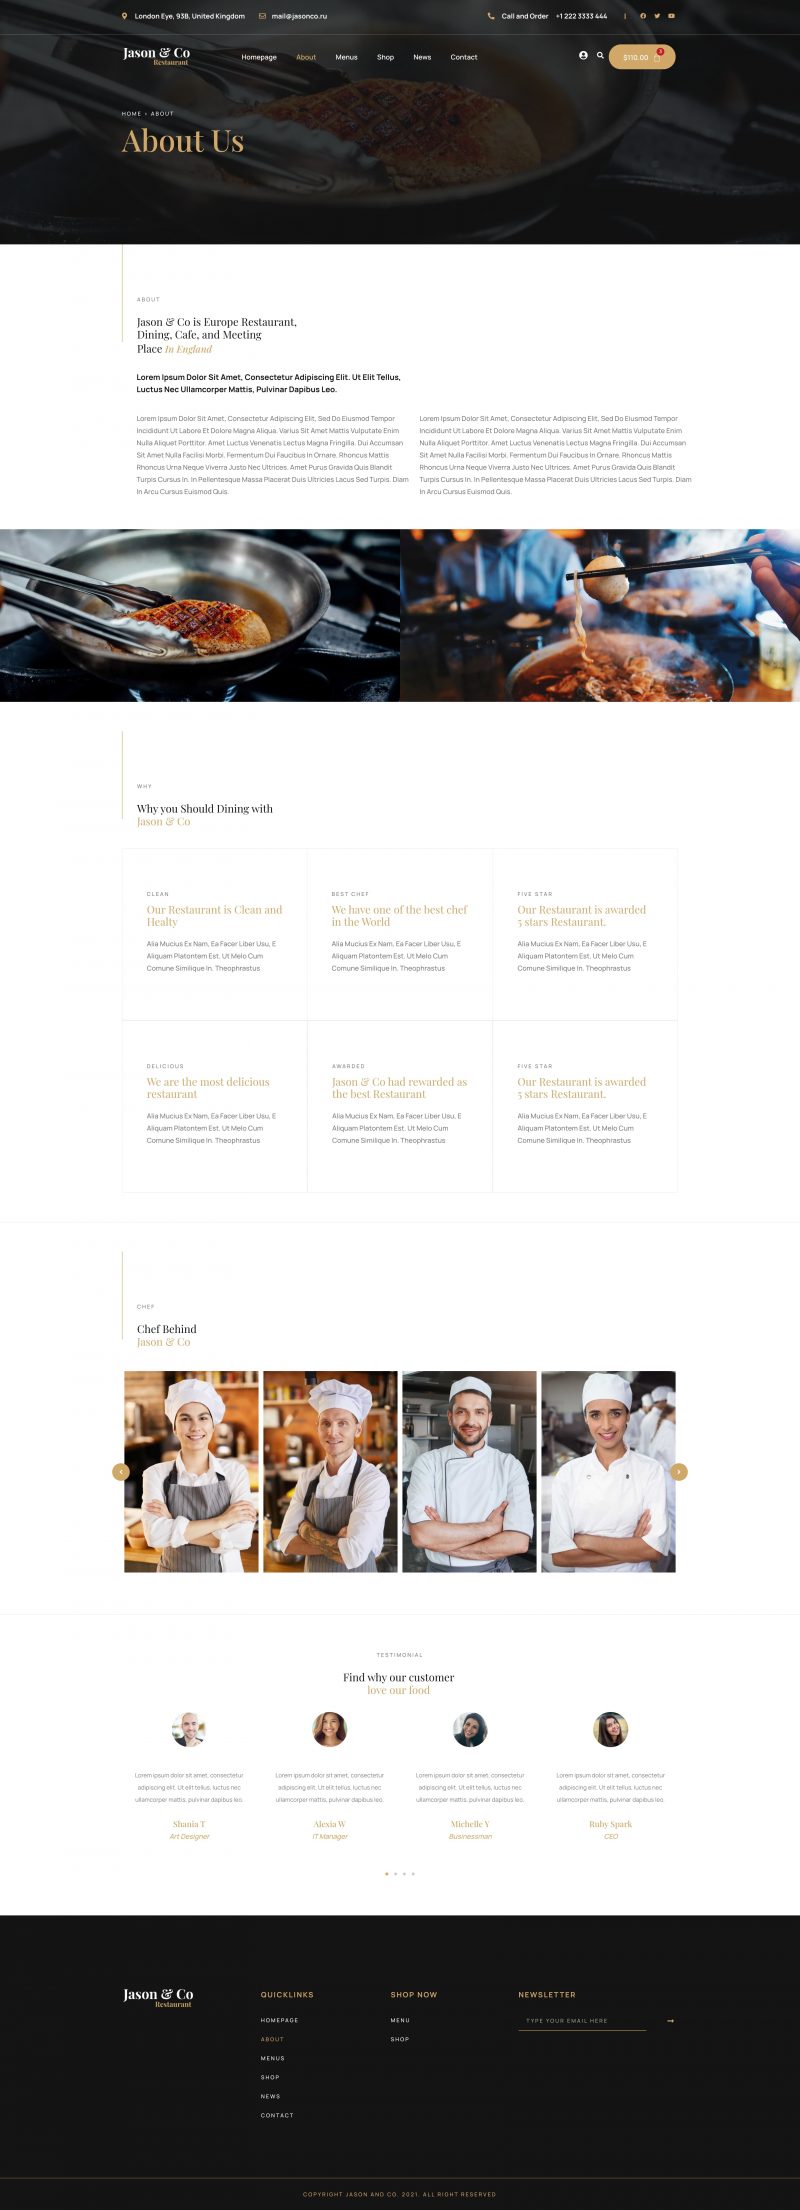 London Eye, 93B, United Kingdom mail@jasonco.ru Call and Order +1 222 3333 444
Jason & Co
Restaurant
Homepage About Menus Shop News Contact
$110.00 3
HOME • ABOUT
About Us
ABOUT
Jason & Co is Europe Restaurant,
Dining, Cafe, and Meeting
Place In England
Lorem Ipsum Dolor Sit Amet, Consectetur Adipiscing Elit. Ut Elit Tellus,
Luctus Nec Ullamcorper Mattis, Pulvinar Dapibus Leo.
Lorem Ipsum Dolor Sit Amet, Consectetur Adipiscing Elit, Sed Do Eiusmod Tempor
Incididunt Ut Labore Et Dolore Magna Aliqua. Varius Sit Amet Mattis Vulputate Enim
Nulla Aliquet Porttitor. Amet Luctus Venenatis Lectus Magna Fringilla. Dui Accumsan
Sit Amet Nulla Facilisi Morbi. Fermentum Dui Faucibus In Ornare. Rhoncus Mattis
Rhoncus Urna Neque Viverra Justo Nec Ultrices. Amet Purus Gravida Quis Blandit
Turpis Cursus In. In Pellentesque Massa Placerat Duis Ultricies Lacus Sed Turpis. Diam
In Arcu Cursus Euismod Quis.
Lorem Ipsum Dolor Sit Amet, Consectetur Adipiscing Elit, Sed Do Eiusmod Tempor
Incididunt Ut Labore Et Dolore Magna Aliqua. Varius Sit Amet Mattis Vulputate Enim
Nulla Aliquet Porttitor. Amet Luctus Venenatis Lectus Magna Fringilla. Dui Accumsan
Sit Amet Nulla Facilisi Morbi. Fermentum Dui Faucibus In Ornare. Rhoncus Mattis
Rhoncus Urna Neque Viverra Justo Nec Ultrices. Amet Purus Gravida Quis Blandit
Turpis Cursus In. In Pellentesque Massa Placerat Duis Ultricies Lacus Sed Turpis. Diam
In Arcu Cursus Euismod Quis.
WHY
Why you Should Dining with
Jason & Co
CLEAN
Our Restaurant is Clean and
Healty
Alia Mucius Ex Nam, Ea Facer Liber Usu, E
Aliquam Platontem Est, Ut Melo Cum
Comune Similique In. Theophrastus
BEST CHEF
We have one of the best chef
in the World
Alia Mucius Ex Nam, Ea Facer Liber Usu, E
Aliquam Platontem Est, Ut Melo Cum
Comune Similique In. Theophrastus
FIVE STAR
Our Restaurant is awarded
5 stars Restaurant.
Alia Mucius Ex Nam, Ea Facer Liber Usu, E
Aliquam Platontem Est, Ut Melo Cum
Comune Similique In. Theophrastus
DELICIOUS
We are the most delicious
restaurant
Alia Mucius Ex Nam, Ea Facer Liber Usu, E
Aliquam Platontem Est, Ut Melo Cum
Comune Similique In. Theophrastus
AWARDED
Jason & Co had rewarded as
the best Restaurant
Alia Mucius Ex Nam, Ea Facer Liber Usu, E
Aliquam Platontem Est, Ut Melo Cum
Comune Similique In. Theophrastus
FIVE STAR
Our Restaurant is awarded
5 stars Restaurant.
Alia Mucius Ex Nam, Ea Facer Liber Usu, E
Aliquam Platontem Est, Ut Melo Cum
Comune Similique In. Theophrastus
CHEF
Chef Behind
Jason & Co
TESTIMONIAL
Find why our customer
love our food
Lorem ipsum dolor sit amet, consectetur
adipiscing elit. Ut elit tellus, luctus nec
ullamcorper mattis, pulvinar dapibus leo.
Shania T
Art Designer
Lorem ipsum dolor sit amet, consectetur
adipiscing elit. Ut elit tellus, luctus nec
ullamcorper mattis, pulvinar dapibus leo.
Alexia W
IT Manager
Lorem ipsum dolor sit amet, consectetur
adipiscing elit. Ut elit tellus, luctus nec
ullamcorper mattis, pulvinar dapibus leo.
Michelle Y
Businessman
Lorem ipsum dolor sit amet, consectetur
adipiscing elit. Ut elit tellus, luctus nec
ullamcorper mattis, pulvinar dapibus leo.
Ruby Spark
CEO
Jason & Co
Restaurant
QUICKLINKS
HOMEPAGE
ABOUT
MENUS
SHOP
NEWS
CONTACT
SHOP NOW
MENU
SHOP
NEWSLETTER
TYPE YOUR EMAIL HERE
COPYRIGHT JASON AND CO. 2021. ALL RIGHT RESERVED